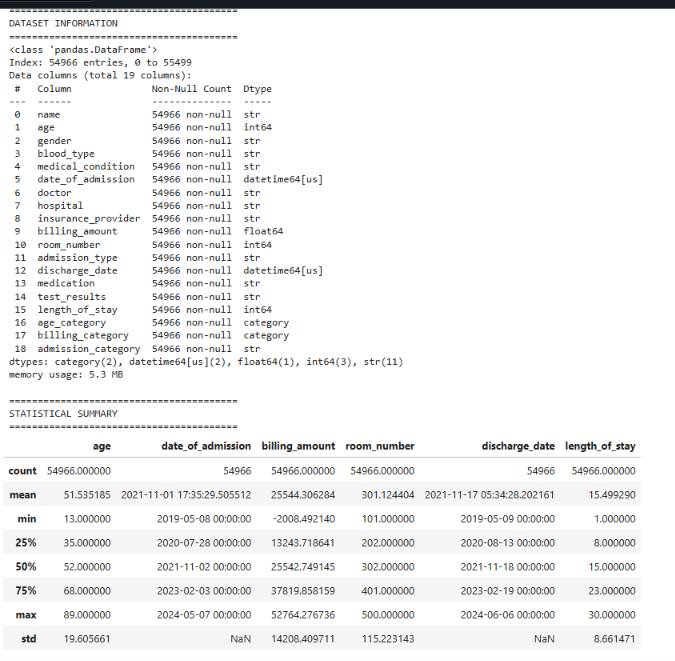 ========================================
DATASET INFORMATION
========================================
<class 'pandas.DataFrame'>
Index: 54966 entries, 0 to 55499
Data columns (total 19 columns):
 #   Column              Non-Null Count  Dtype
---  ------              --------------  -----
 0   name                54966 non-null  str
 1   age                 54966 non-null  int64
 2   gender              54966 non-null  str
 3   blood_type          54966 non-null  str
 4   medical_condition   54966 non-null  str
 5   date_of_admission   54966 non-null  datetime64[us]
 6   doctor              54966 non-null  str
 7   hospital            54966 non-null  str
 8   insurance_provider  54966 non-null  str
 9   billing_amount      54966 non-null  float64
 10  room_number         54966 non-null  int64
 11  admission_type      54966 non-null  str
 12  discharge_date      54966 non-null  datetime64[us]
 13  medication          54966 non-null  str
 14  test_results        54966 non-null  str
 15  length_of_stay      54966 non-null  int64
 16  age_category        54966 non-null  category
 17  billing_category    54966 non-null  category
 18  admission_category  54966 non-null  str
dtypes: category(2), datetime64[us](2), float64(1), int64(3), str(11)
memory usage: 5.3 MB
========================================
STATISTICAL SUMMARY
========================================
age date_of_admission billing_amount room_number discharge_date length_of_stay
count 54966.000000 54966 54966.000000 54966.000000 54966 54966.000000
mean 51.535185 2021-11-01 17:35:29.505512 25544.306284 301.124404 2021-11-17 05:34:28.202161 15.499290
min 13.000000 2019-05-08 00:00:00 -2008.492140 101.000000 2019-05-09 00:00:00 1.000000
25% 35.000000 2020-07-28 00:00:00 13243.718641 202.000000 2020-08-13 00:00:00 8.000000
50% 52.000000 2021-11-02 00:00:00 25542.749145 302.000000 2021-11-18 00:00:00 15.000000
75% 68.000000 2023-02-03 00:00:00 37819.858159 401.000000 2023-02-19 00:00:00 23.000000
max 89.000000 2024-05-07 00:00:00 52764.276736 500.000000 2024-06-06 00:00:00 30.000000
std 19.605661 NaN 14208.409711 115.223143 NaN 8.661471